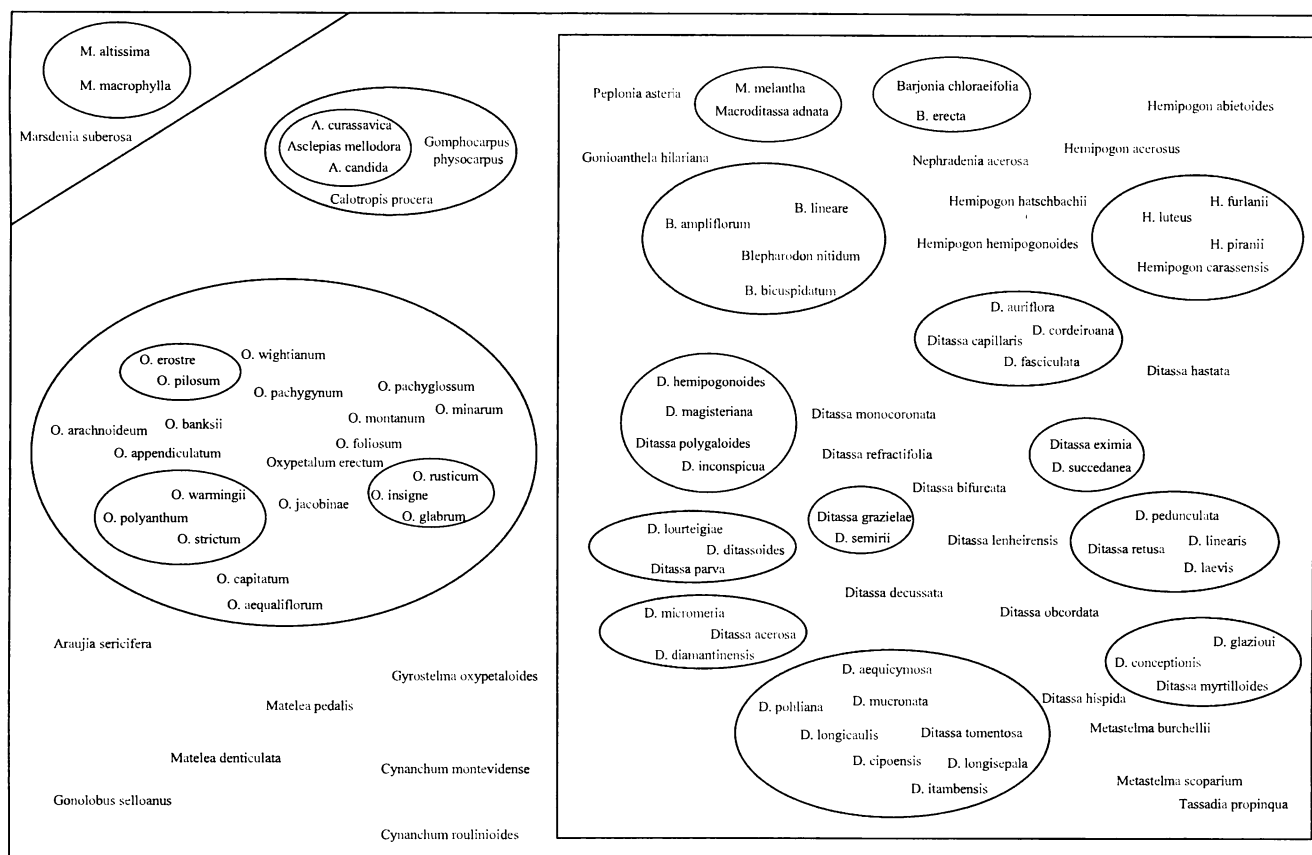 M. altissima
M. macrophylla
Marsdenia suberosa
A. curassavica
Asclepias mellodora
A. candida
Gomphocarpus
physocarpus
Calotropis procera
O. erostre
O. pilosum
O. wightianum
O. pachygynum
O. pachyglossum
O. minarum
O. montanum
O. banksii
O. arachnoideum
O. appendiculatum
O. foliosum
Oxypetalum erectum
O. rusticum
O. insigne
O. glabrum
O. warmingii
O. polyanthum
O. strictum
O. jacobinae
O. capitatum
O. aequaliflorum
Araujia sericifera
Gyrostelma oxypetaloides
Matelea pedalis
Matelea denticulata
Cynanchum montevidense
Gonolobus selloanus
Cynanchum roulinioides
Peplonia asteria
M. melantha
Macroditassa adnata
Barjonia chloraeifolia
B. erecta
Hemipogon abietoides
Hemipogon acerosus
Gonioanthela hilariana
Nephradenia acerosa
B. lineare
B. ampliflorum
Blepharodon nitidum
B. bicuspidatum
Hemipogon hatschbachii
Hemipogon hemipogonoides
H. furlanii
H. luteus
H. piranii
Hemipogon carassensis
D. auriflora
D. cordeiroana
Ditassa capillaris
D. fasciculata
Ditassa hastata
D. hemipogonoides
D. magisteriana
Ditassa polygaloides
D. inconspicua
Ditassa monocoronata
Ditassa refractifolia
Ditassa eximia
D. succedanea
Ditassa bifurcata
Ditassa grazielae
D. semirii
D. lourteigiae
D. ditassoides
Ditassa parva
Ditassa lenheirensis
D. pedunculata
D. linearis
Ditassa retusa
D. laevis
Ditassa decussata
Ditassa obcordata
D. micromeria
Ditassa acerosa
D. diamantinensis
D. glazioui
D. conceptionis
Ditassa myrtilloides
D. aequicymosa
D. mucronata
D. pohliana
D. longicaulis
Ditassa tomentosa
D. cipoensis
D. longisepala
D. itambensis
Ditassa hispida
Metastelma burchellii
Metastelma scoparium
Tassadia propinqua